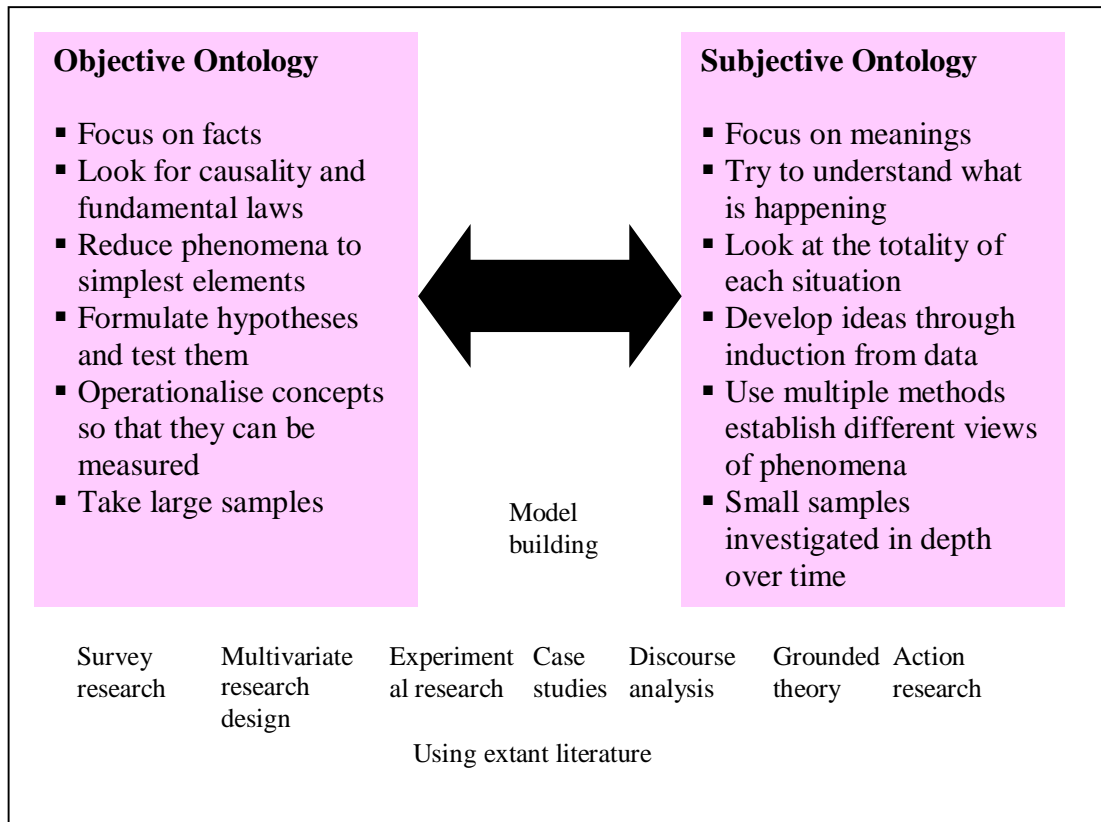 Objective Ontology
▪ Focus on facts
▪ Look for causality and
fundamental laws
▪ Reduce phenomena to
simplest elements
▪ Formulate hypotheses
and test them
▪ Operationalise concepts
so that they can be
measured
▪ Take large samples
Model
building
Subjective Ontology
▪ Focus on meanings
▪ Try to understand what
is happening
▪ Look at the totality of
each situation
▪ Develop ideas through
induction from data
▪ Use multiple methods
establish different views
of phenomena
▪ Small samples
investigated in depth
over time
Survey
research
Multivariate
research
design
Experiment
al research
Case
studies
Discourse
analysis
Grounded
theory
Action
research
Using extant literature